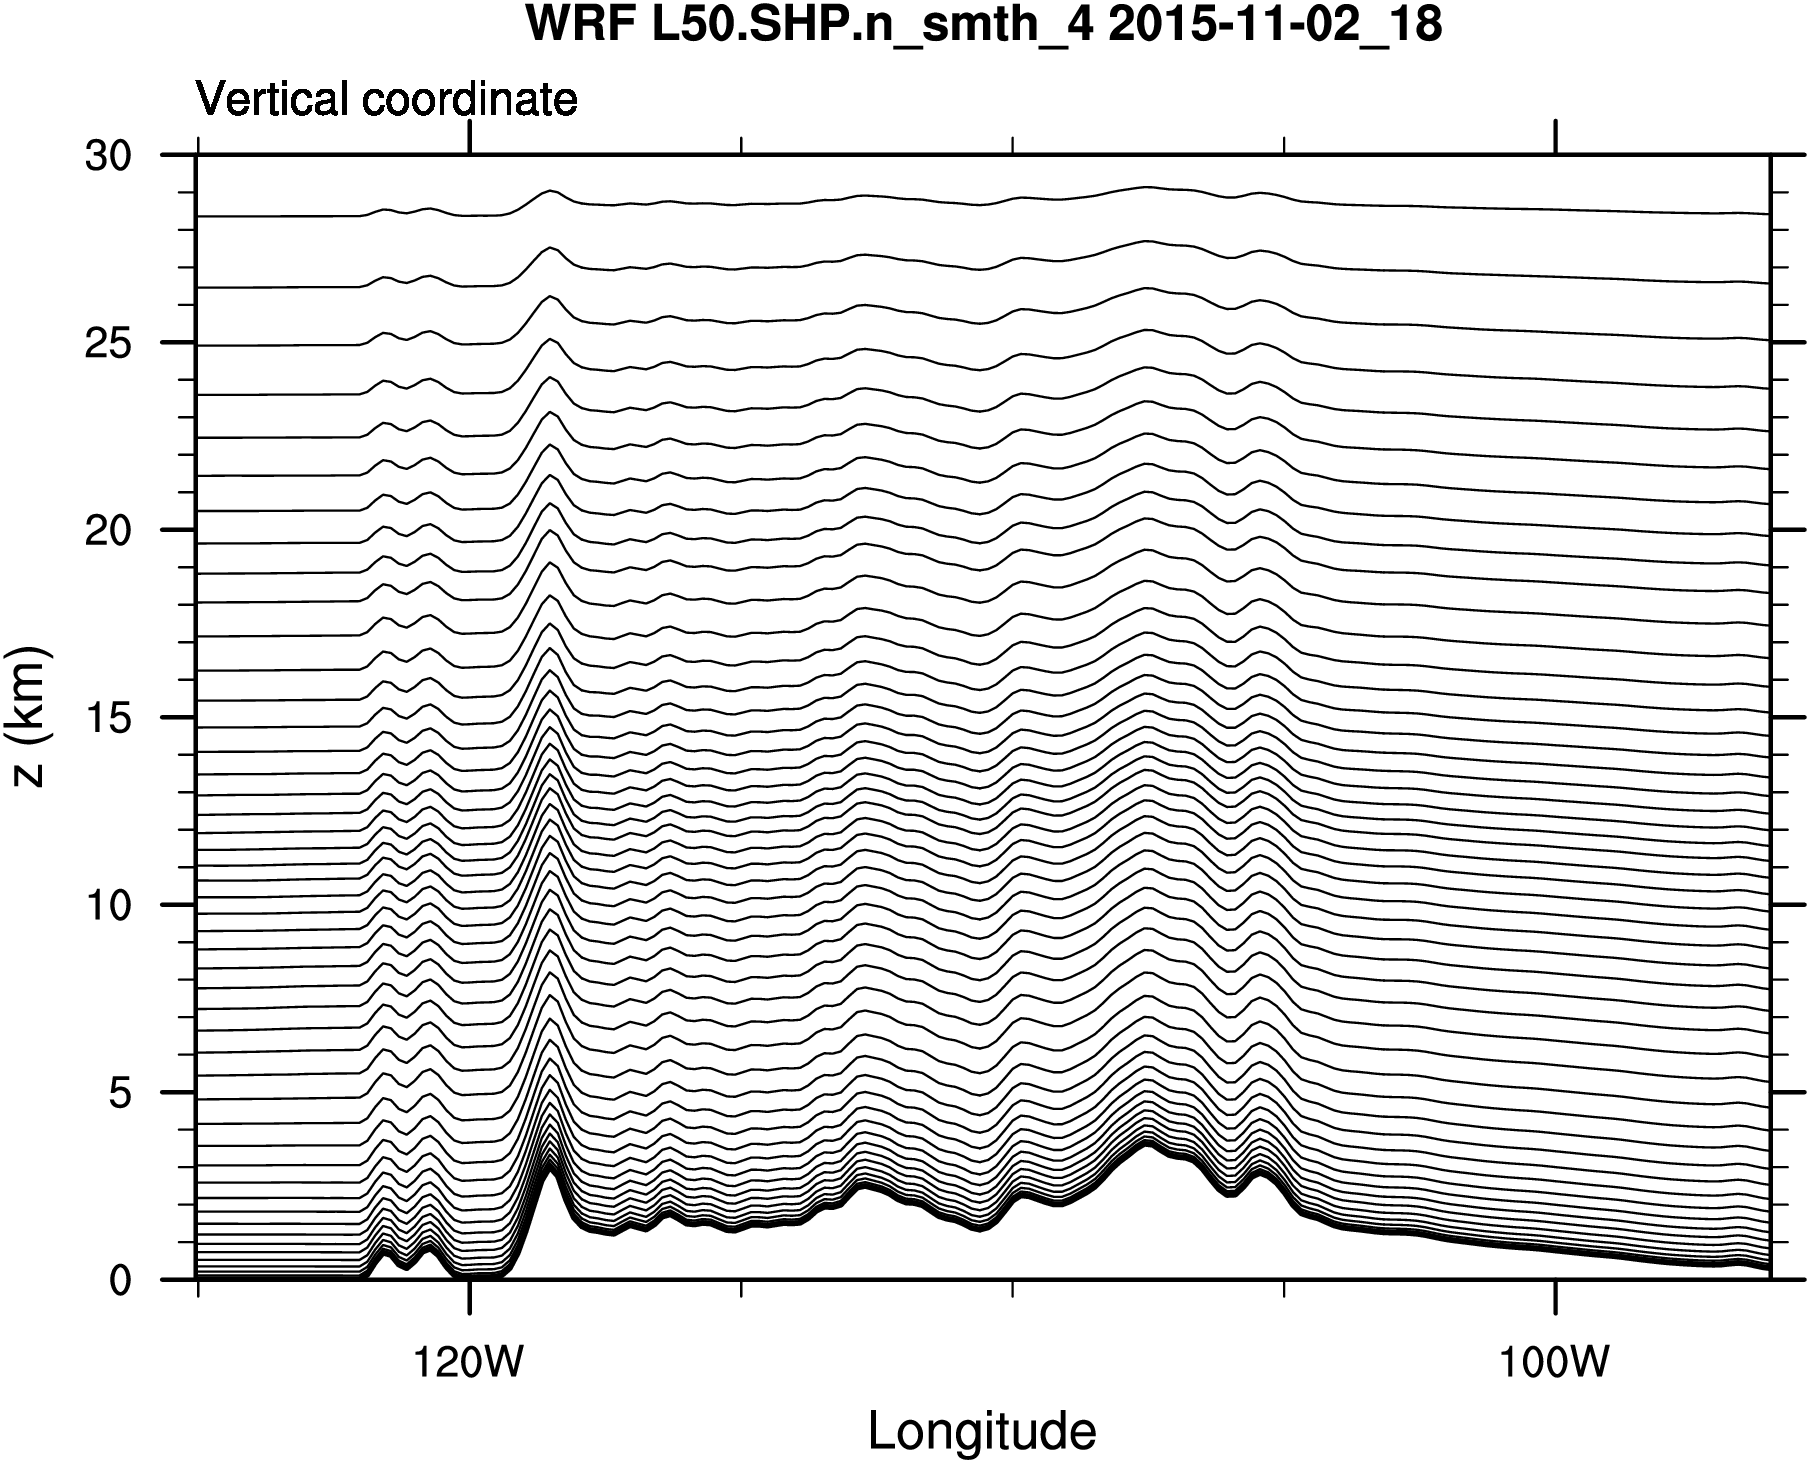 WRF L50.SHP.n_smth_4 2015-11-02_18
Vertical coordinate
30
25
20
15
10
5
0
z (km)
120W
100W
Longitude